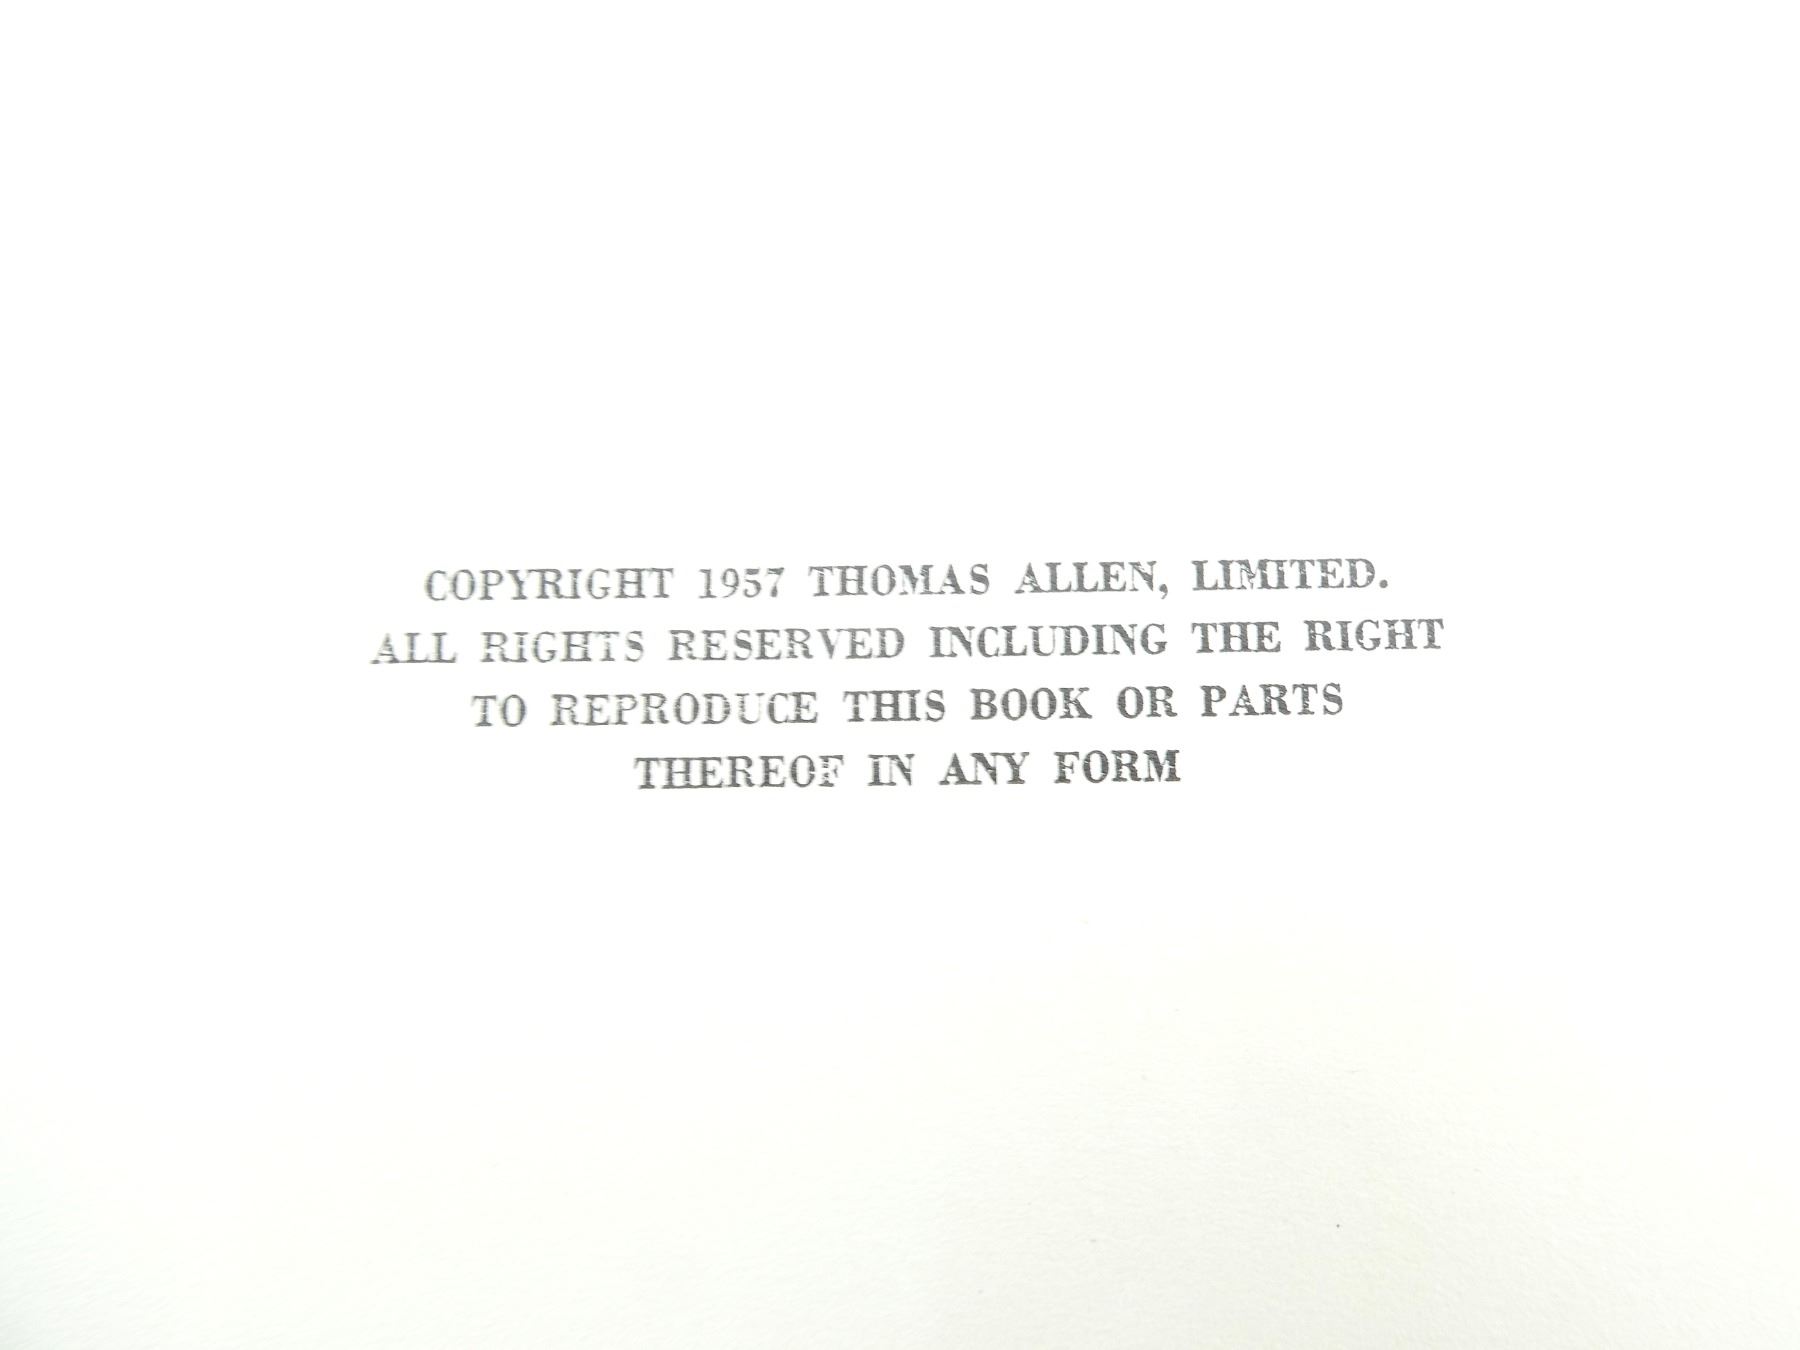 COPYRIGHT 1957 THOMAS ALLEN, LIMITED.
ALL RIGHTS RESERVED INCLUDING THE RIGHT
TO REPRODUCE THIS BOOK OR PARTS
THEREOF IN ANY FORM